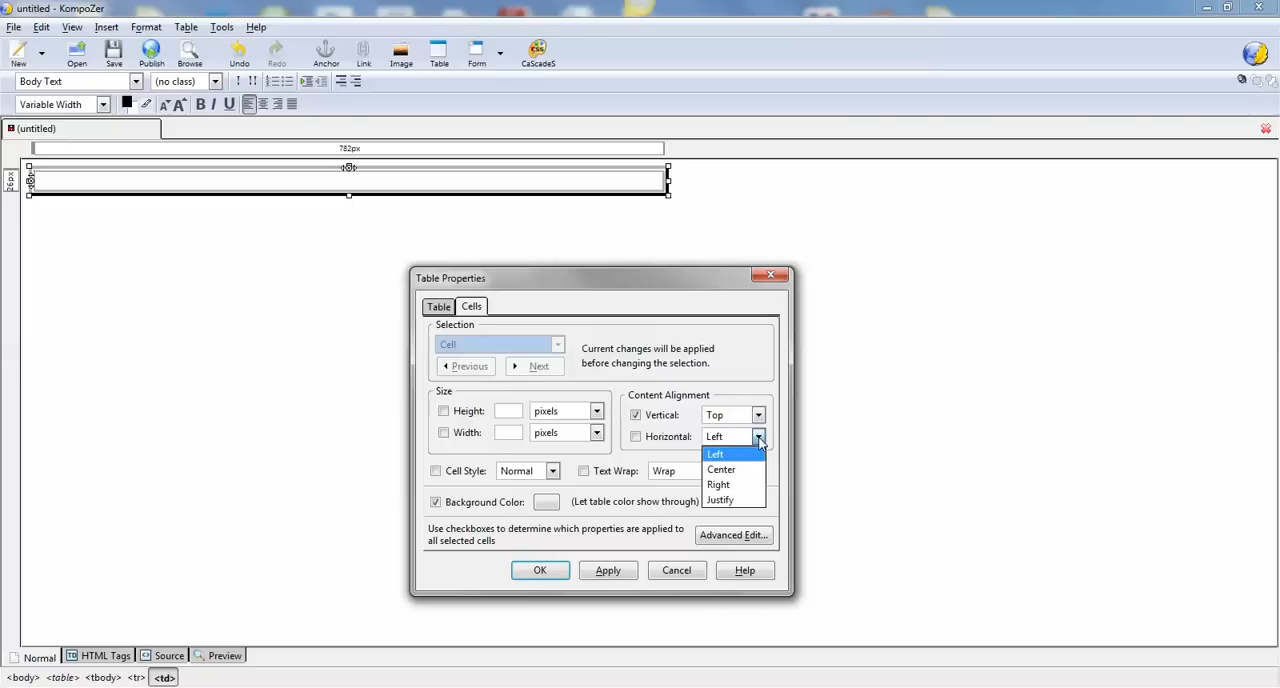 untitled - KompoZer
File Edit View Insert Format Table Tools Help
New Open Save Publish Browse Undo Redo Anchor Link Image Table Form CaScadeS
Body Text (no class)
Variable Width B I U
(untitled)
782px
26px
Table Properties
Table Cells
Selection
Cell
Current changes will be applied
before changing the selection.
Previous Next
Size
Height: pixels
Width: pixels
Content Alignment
Vertical: Top
Horizontal: Left
Left
Center
Right
Justify
Cell Style: Normal Text Wrap: Wrap
Background Color: (Let table color show through)
Use checkboxes to determine which properties are applied to
all selected cells
Advanced Edit...
OK Apply Cancel Help
Normal HTML Tags Source Preview
<body> <table> <tbody> <tr> <td>